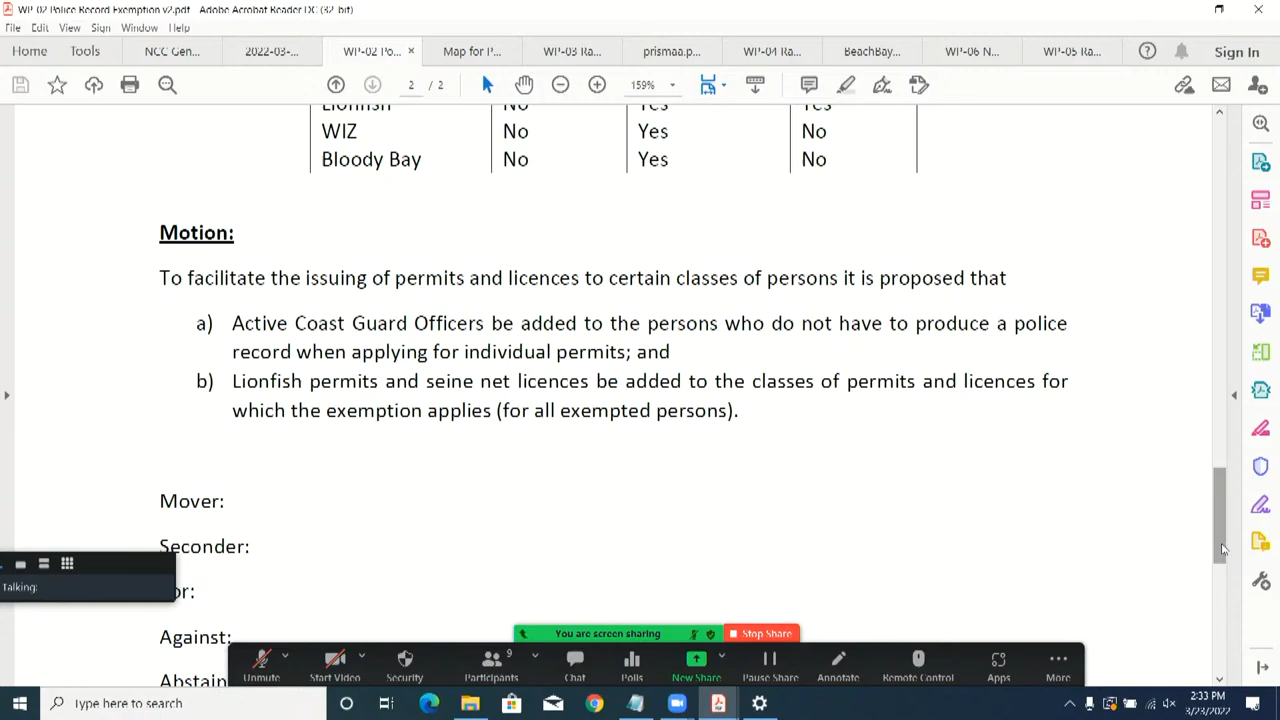 WP-02 Police Record Exemption v2.pdf - Adobe Acrobat Reader DC (32-bit)
File Edit View Sign Window Help
Home Tools NCC Gen... 2022-03-... WP-02 Po... × Map for P... WP-03 Ra... prismaa.p... WP-04 Ra... BeachBay... WP-06 N... WP-05 Ra... Sign In
2 / 2 159%
Lionfish No Yes Yes
WIZ No Yes No
Bloody Bay No Yes No
Motion:
To facilitate the issuing of permits and licences to certain classes of persons it is proposed that
a) Active Coast Guard Officers be added to the persons who do not have to produce a police
record when applying for individual permits; and
b) Lionfish permits and seine net licences be added to the classes of permits and licences for
which the exemption applies (for all exempted persons).
Mover:
Seconder:
Talking:
or:
You are screen sharing Stop Share
Against:
9
Unmute Start Video Security Participants Chat Polls New Share Pause Share Annotate Remote Control Apps More
Abstain
Type here to search
2:33 PM
3/23/2022